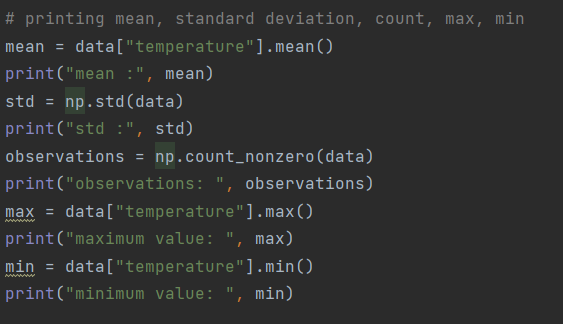 # printing mean, standard deviation, count, max, min
mean = data["temperature"].mean()
print("mean :", mean)
std = np.std(data)
print("std :", std)
observations = np.count_nonzero(data)
print("observations: ", observations)
max = data["temperature"].max()
print("maximum value: ", max)
min = data["temperature"].min()
print("minimum value: ", min)